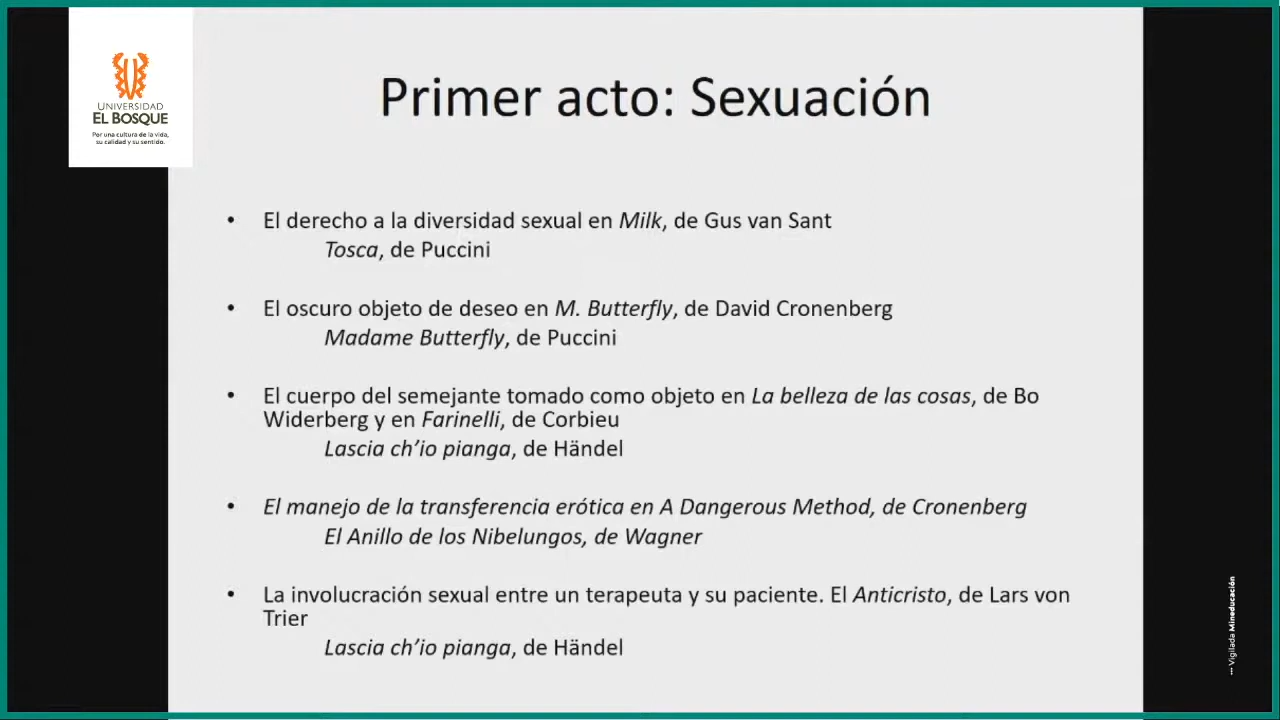 UNIVERSIDAD
EL BOSQUE
Por una cultura de la vida,
su calidad y su sentido.
Primer acto: Sexuación
• El derecho a la diversidad sexual en Milk, de Gus van Sant
Tosca, de Puccini
• El oscuro objeto de deseo en M. Butterfly, de David Cronenberg
Madame Butterfly, de Puccini
• El cuerpo del semejante tomado como objeto en La belleza de las cosas, de Bo
Widerberg y en Farinelli, de Corbieu
Lascia ch’io pianga, de Händel
• El manejo de la transferencia erótica en A Dangerous Method, de Cronenberg
El Anillo de los Nibelungos, de Wagner
• La involucración sexual entre un terapeuta y su paciente. El Anticristo, de Lars von
Trier
Lascia ch’io pianga, de Händel
Vigilada Mineducación